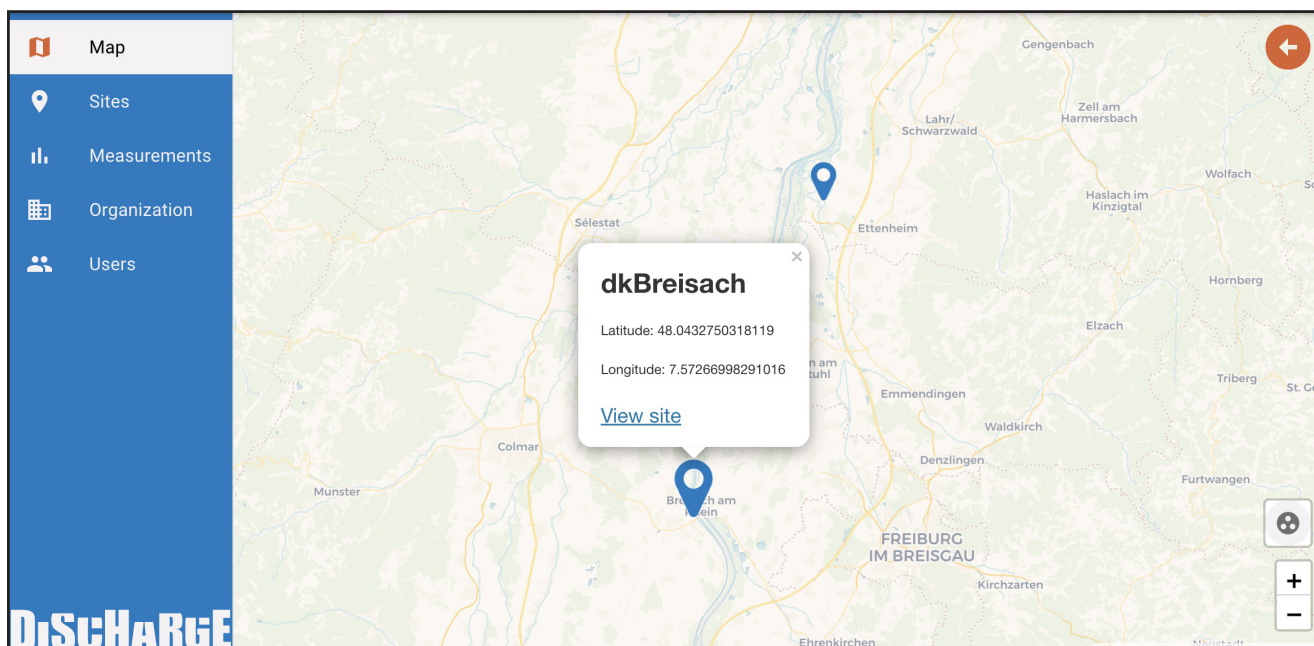 Map
Sites
Measurements
Organization
Users
DiSCHARGE
Gengenbach
Zell am
Harmersbach
Lahr/
Schwarzwald
Wolfach
Haslach im
Kinzigtal
Sélestat
Ettenheim
×
dkBreisach
Latitude: 48.0432750318119
Longitude: 7.57266998291016
View site
Hornberg
Elzach
Triberg
Emmendingen
Waldkirch
Colmar
Denzlingen
Furtwangen
Munster
FREIBURG
IM BREISGAU
Kirchzarten
+
−
Ehrenkirchen